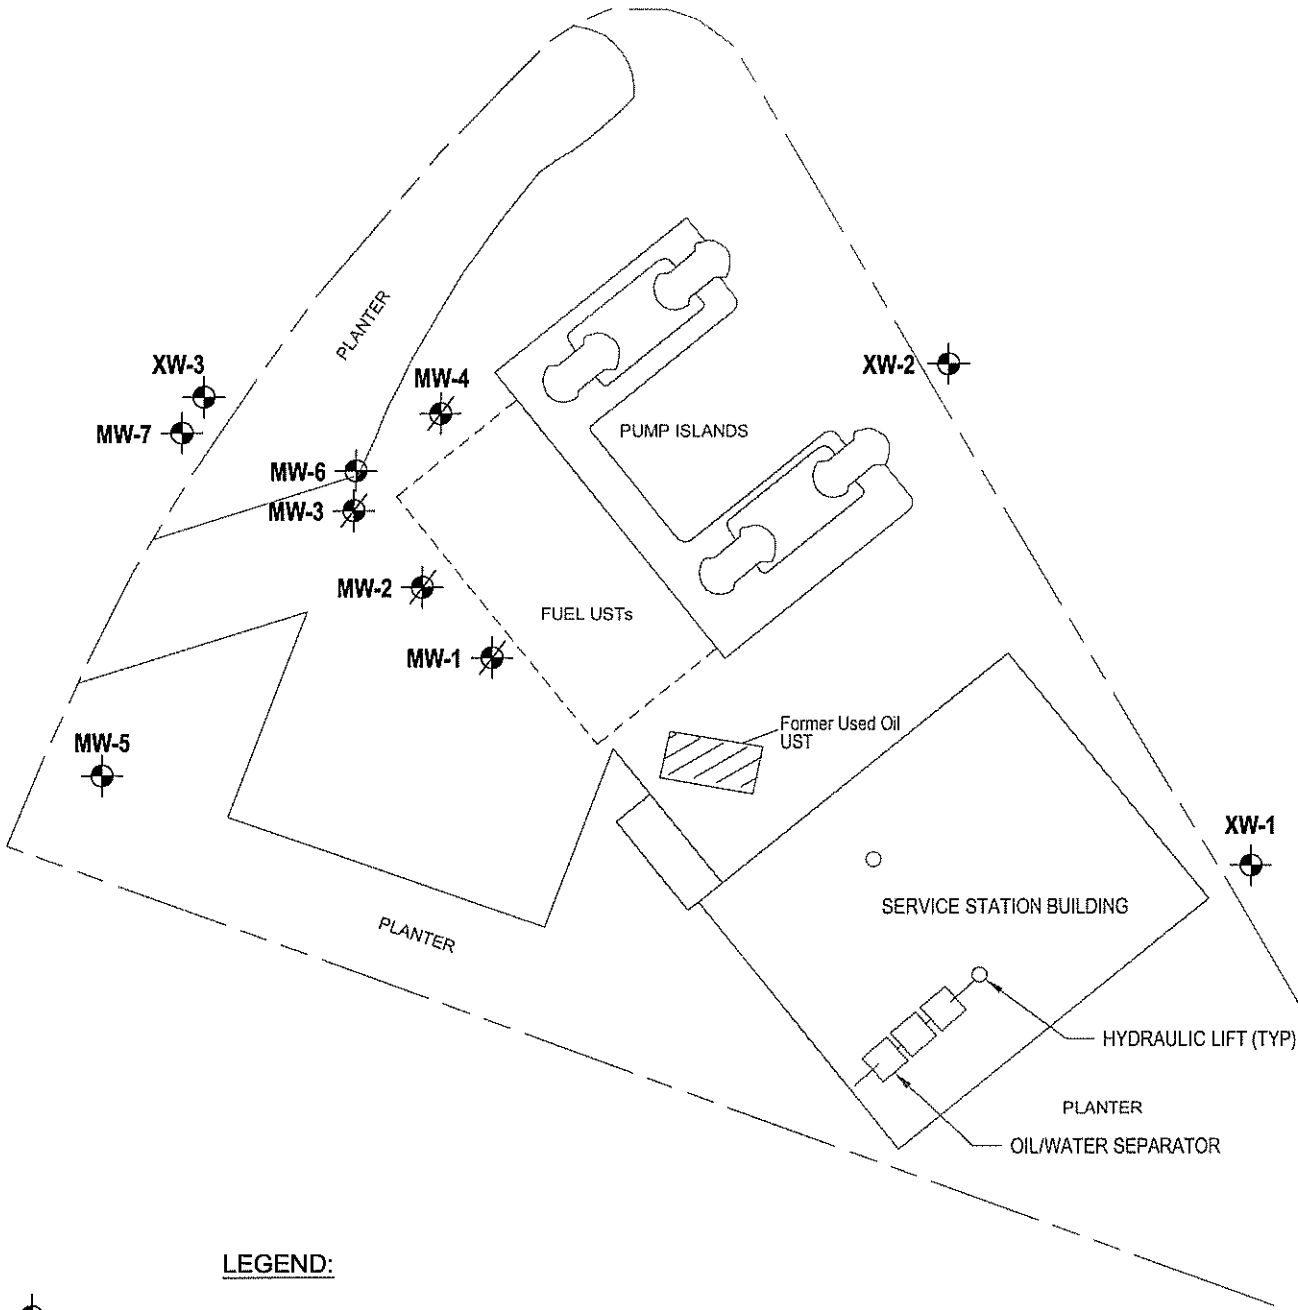 PLANTER
XW-3
MW-4
XW-2
MW-7
PUMP ISLANDS
MW-6
MW-3
MW-2
FUEL USTs
MW-1
Former Used Oil
UST
MW-5
XW-1
SERVICE STATION BUILDING
PLANTER
HYDRAULIC LIFT (TYP)
PLANTER
OIL/WATER SEPARATOR
LEGEND: